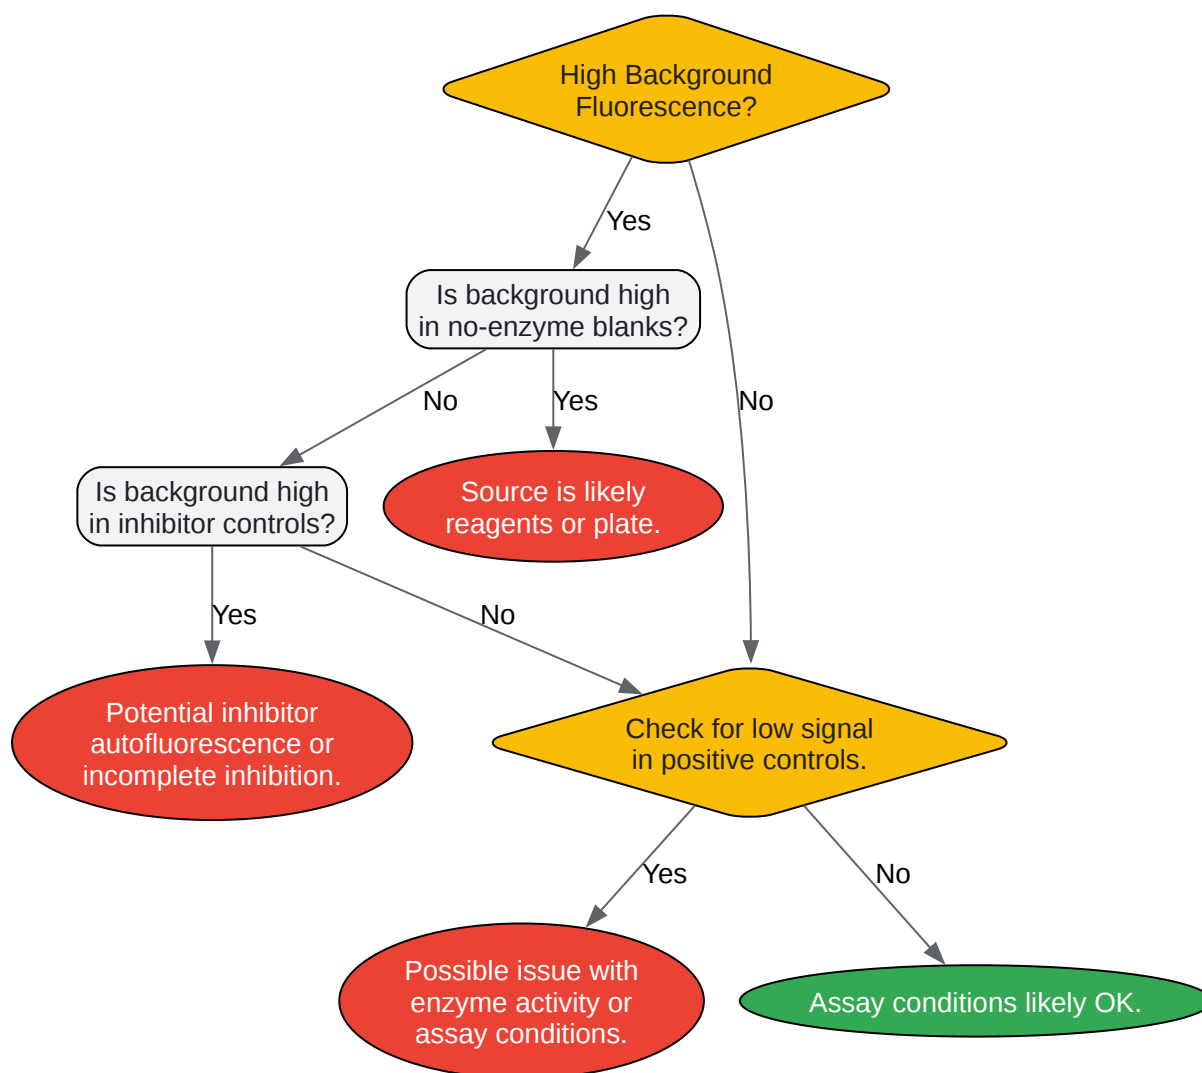 High Background
Fluorescence?
Yes
Is background high
in no-enzyme blanks?
No
Yes
No
Is background high
in inhibitor controls?
Source is likely
reagents or plate.
Yes
No
Potential inhibitor
autofluorescence or
incomplete inhibition.
Check for low signal
in positive controls.
Yes
No
Possible issue with
enzyme activity or
assay conditions.
Assay conditions likely OK.